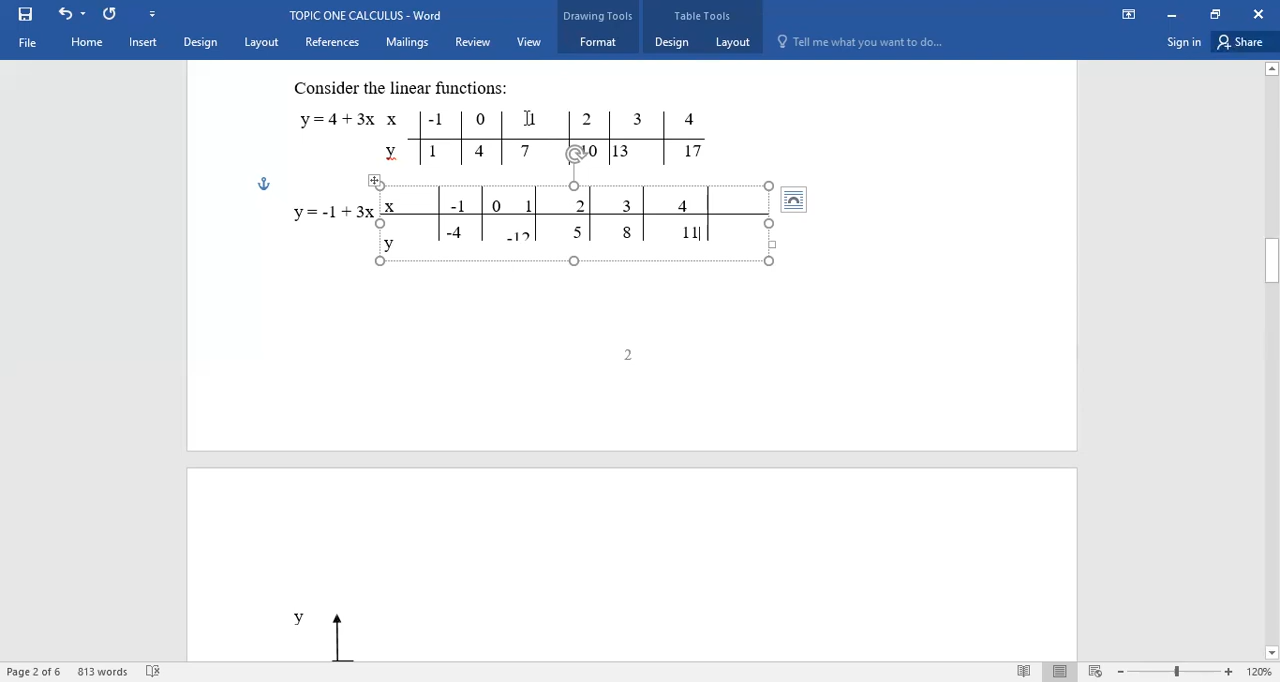 TOPIC ONE CALCULUS - Word
Drawing Tools
Table Tools
File Home Insert Design Layout References Mailings Review View Format Design Layout Tell me what you want to do... Sign in Share
Consider the linear functions:
y = 4 + 3x x -1 0 1 2 3 4
y 1 4 7 10 13 17
y = -1 + 3x x -1 0 1 2 3 4
-4 -12 5 8 11
y
2
y
Page 2 of 6 813 words 120%